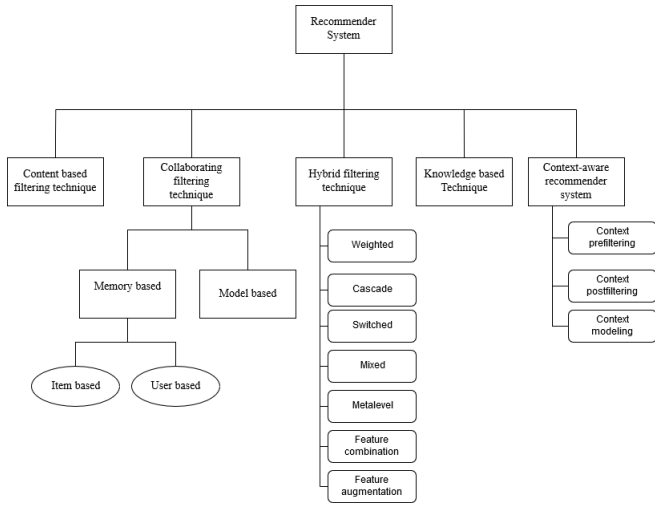 Recommender
System
Content based
filtering technique
Collaborating
filtering
technique
Hybrid filtering
technique
Knowledge based
Technique
Context-aware
recommender
system
Memory based
Model based
Item based
User based
Weighted
Cascade
Switched
Mixed
Metalevel
Feature
combination
Feature
augmentation
Context
prefiltering
Context
postfiltering
Context
modeling